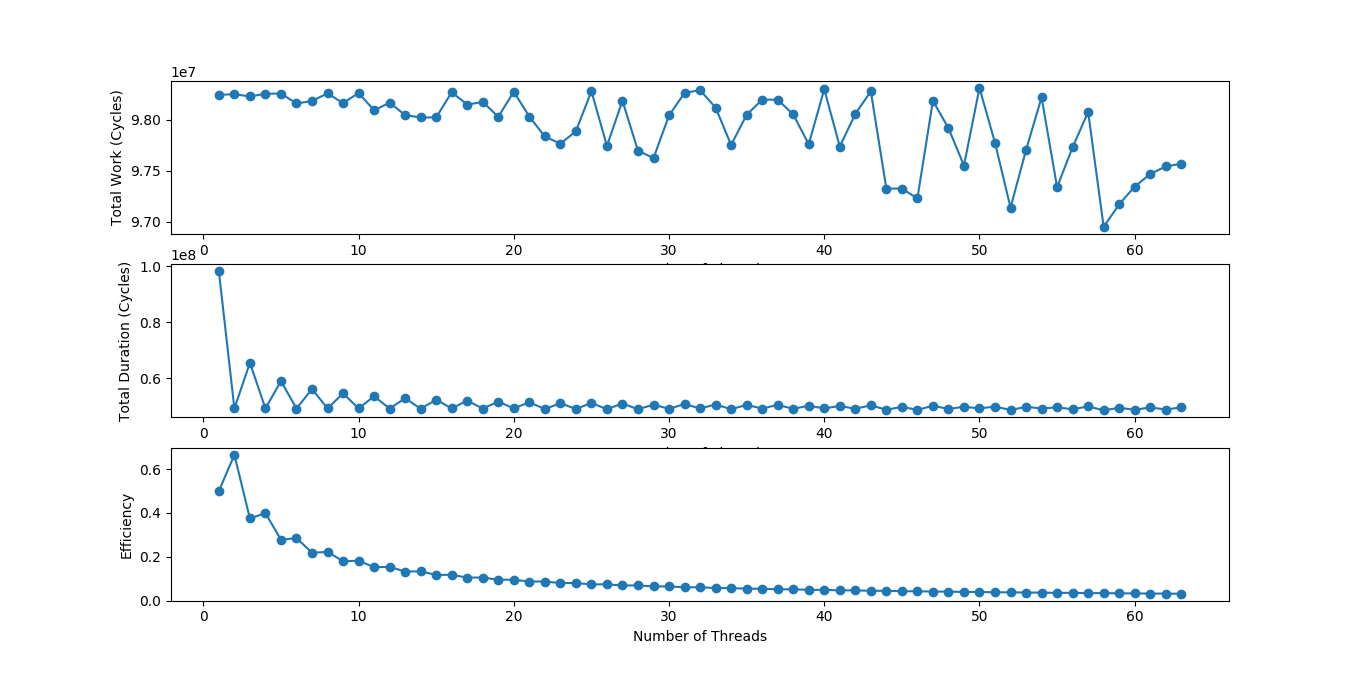 1e7
Total Work (Cycles)
9.80
9.75
9.70
0 10 20 30 40 50 60
1e8
Total Duration (Cycles)
1.0
0.8
0.6
0 10 20 30 40 50 60
Efficiency
0.6
0.4
0.2
0.0
0 10 20 30 40 50 60
Number of Threads